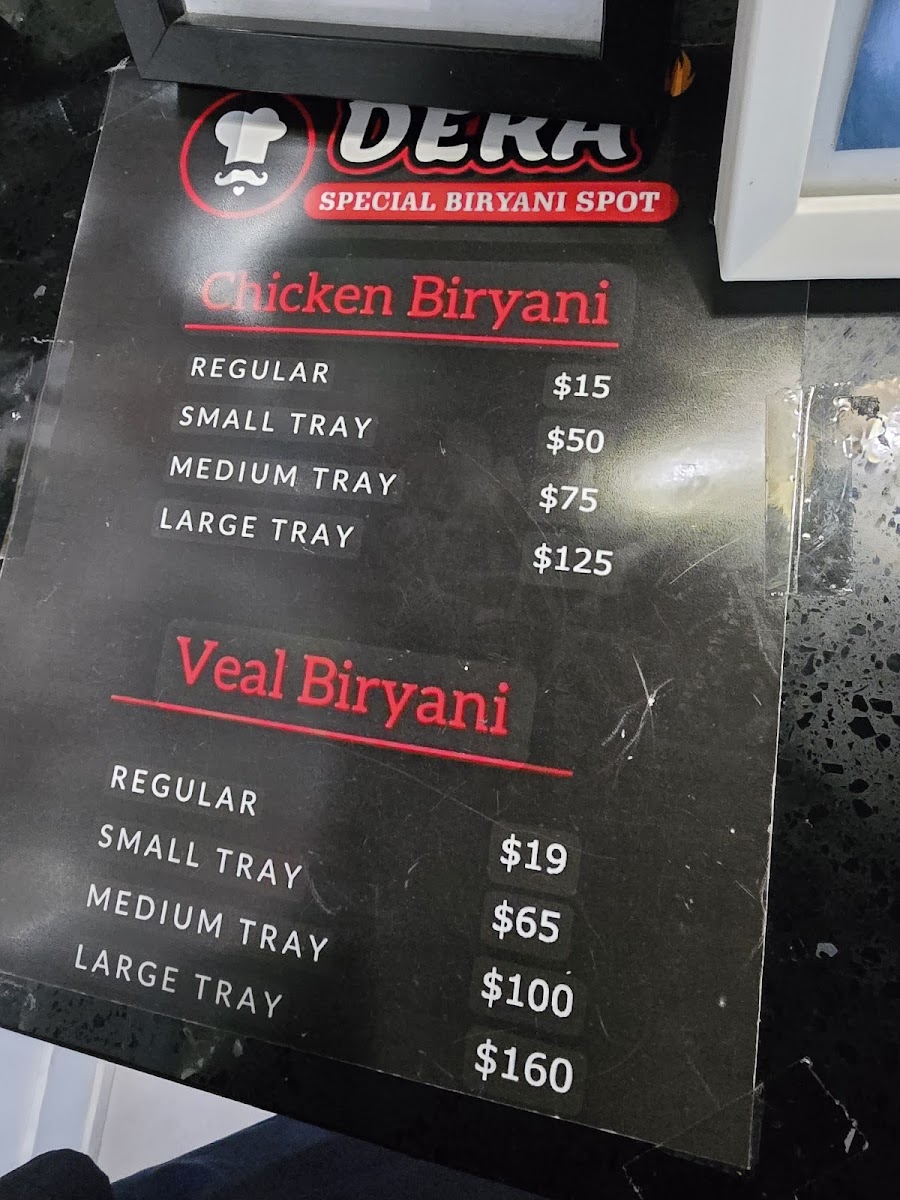 DERA
SPECIAL BIRYANI SPOT
Chicken Biryani
REGULAR $15
SMALL TRAY $50
MEDIUM TRAY $75
LARGE TRAY $125
Veal Biryani
REGULAR $19
SMALL TRAY $65
MEDIUM TRAY $100
LARGE TRAY $160